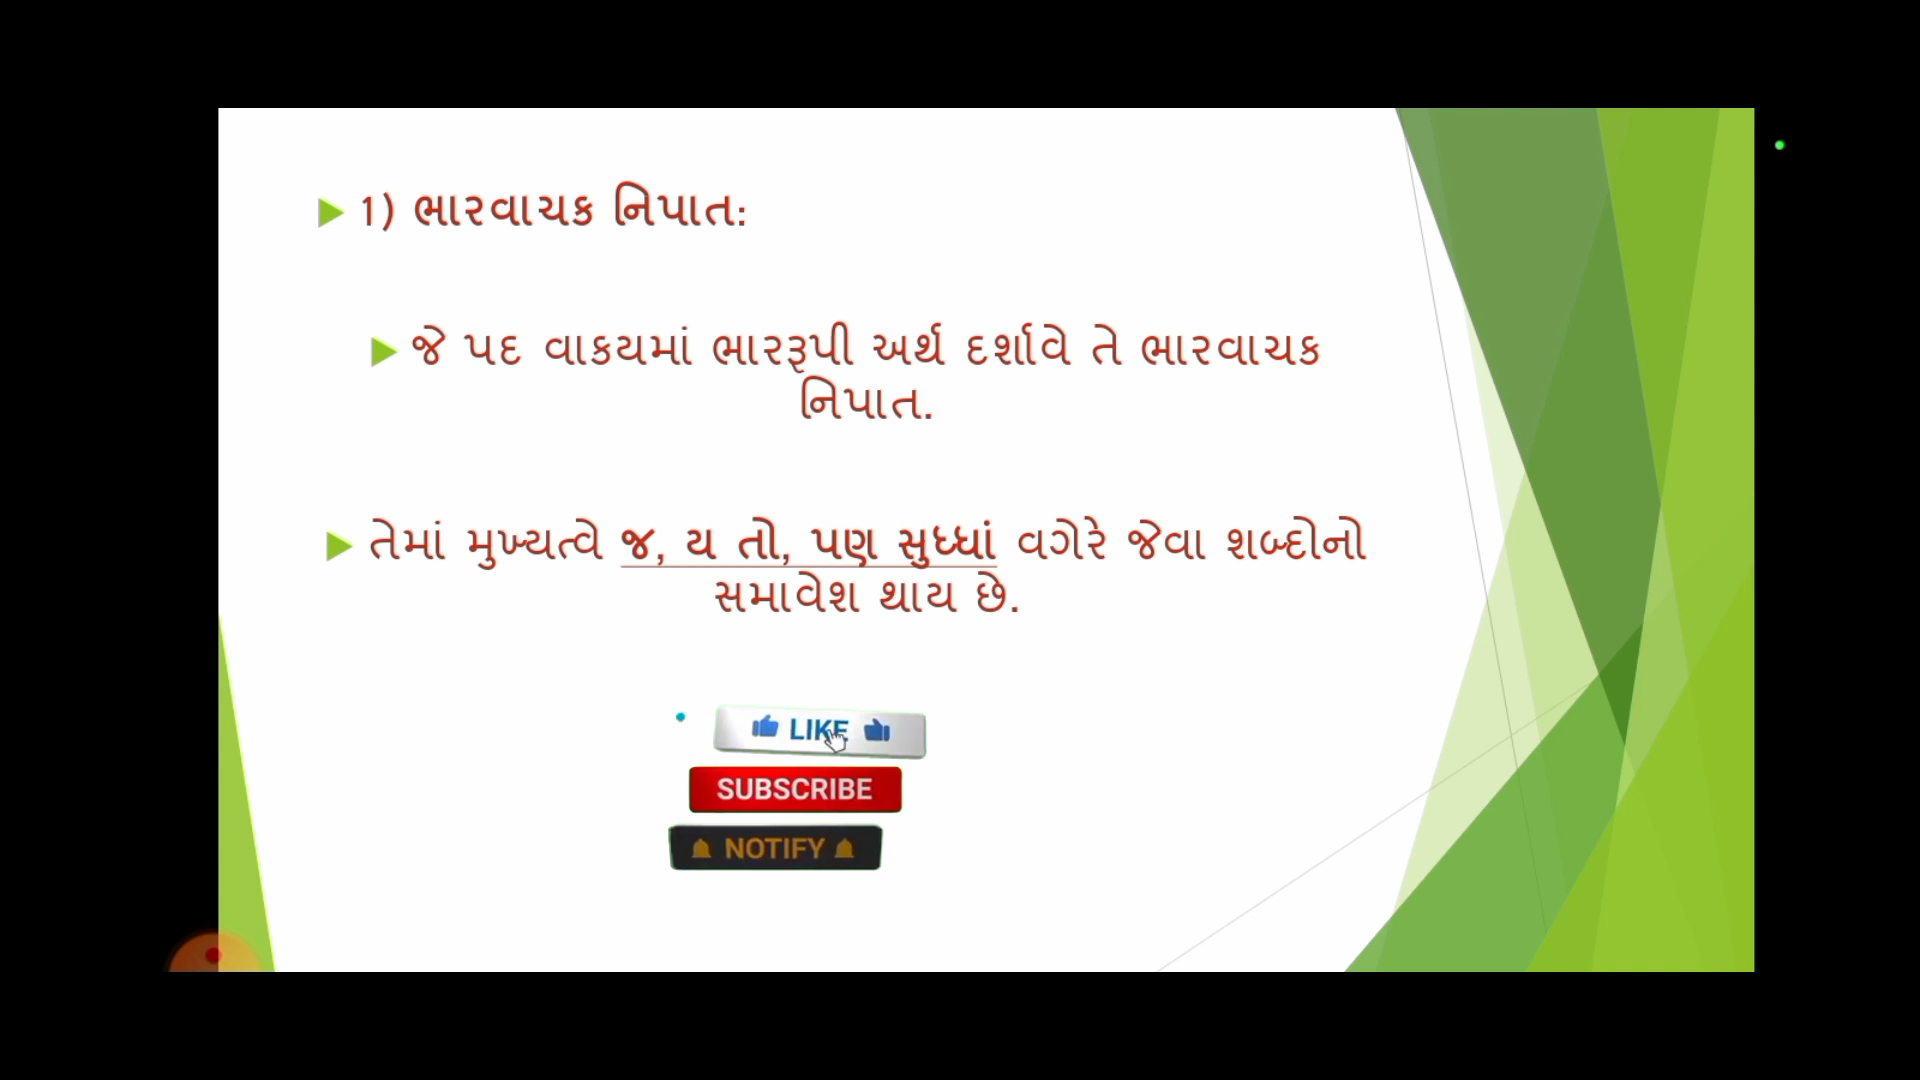 1) ભારવાચક નિપાત:
જે પદ વાકયમાં ભારરૂપી અર્થ દર્શાવે તે ભારવાચક
નિપાત.
તેમાં મુખ્યત્વે જ, ય તો, પણ સુધ્ધાં વગેરે જેવા શબ્દોનો
સમાવેશ થાય છે.
LIKE
SUBSCRIBE
NOTIFY